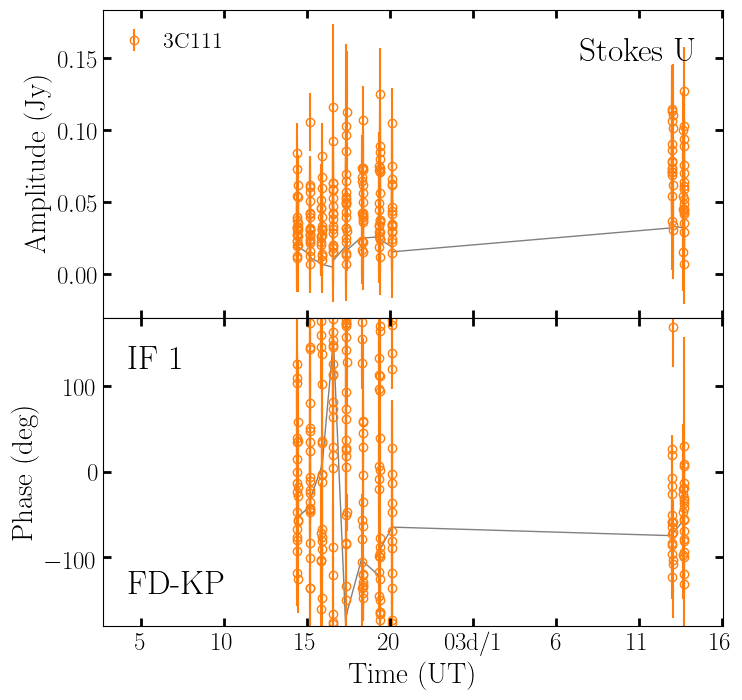 3C111
Stokes U
Amplitude (Jy)
0.15
0.10
0.05
0.00
IF 1
FD-KP
Phase (deg)
100
0
−100
5 10 15 20 03d/1 6 11 16
Time (UT)